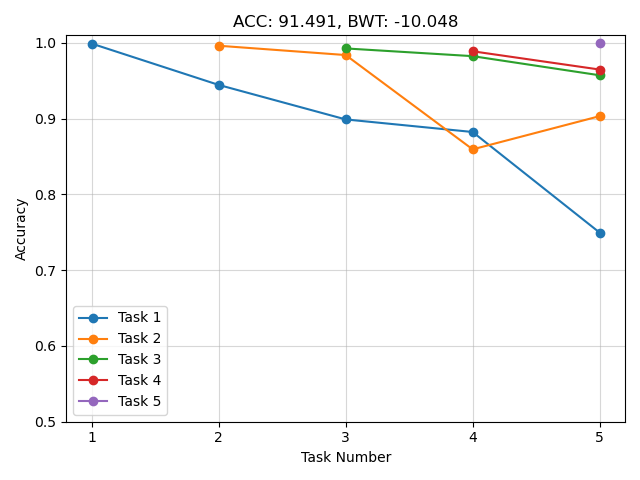 ACC: 91.491, BWT: -10.048
1.0
0.9
0.8
0.7
0.6
0.5
Accuracy
Task 1
Task 2
Task 3
Task 4
Task 5
1 2 3 4 5
Task Number